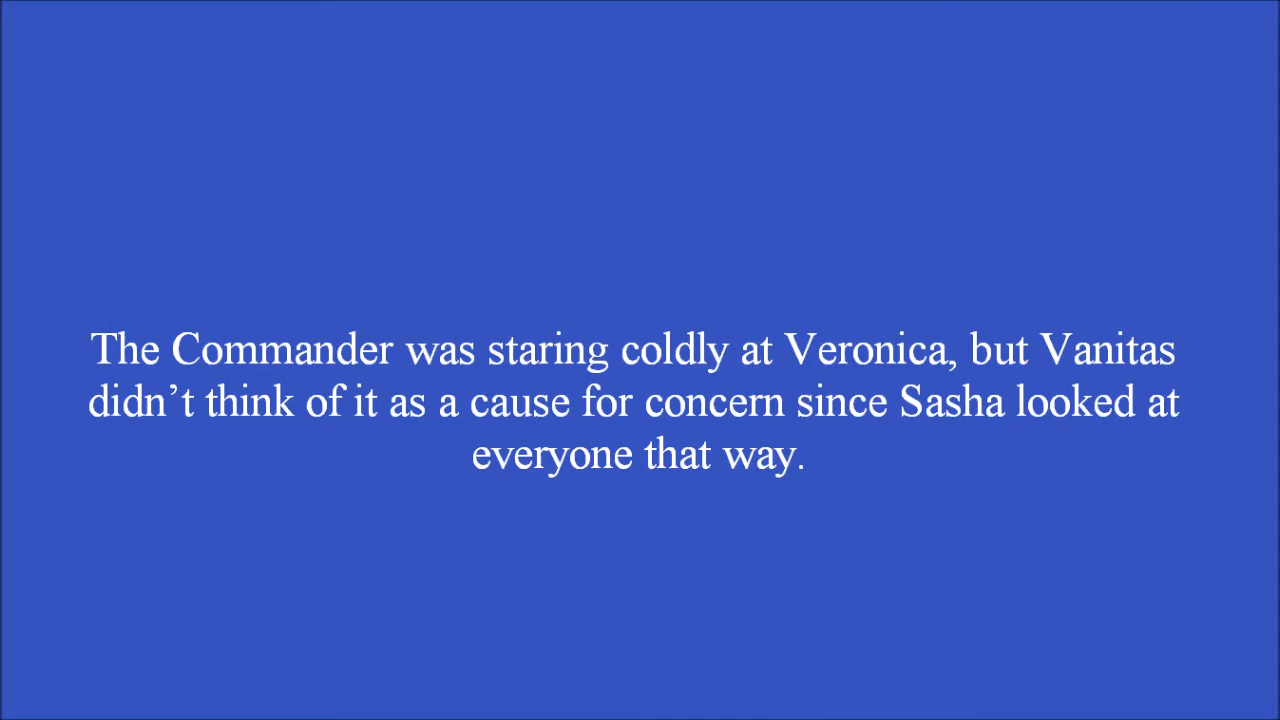 The Commander was staring coldly at Veronica, but Vanitas
didn’t think of it as a cause for concern since Sasha looked at
everyone that way.